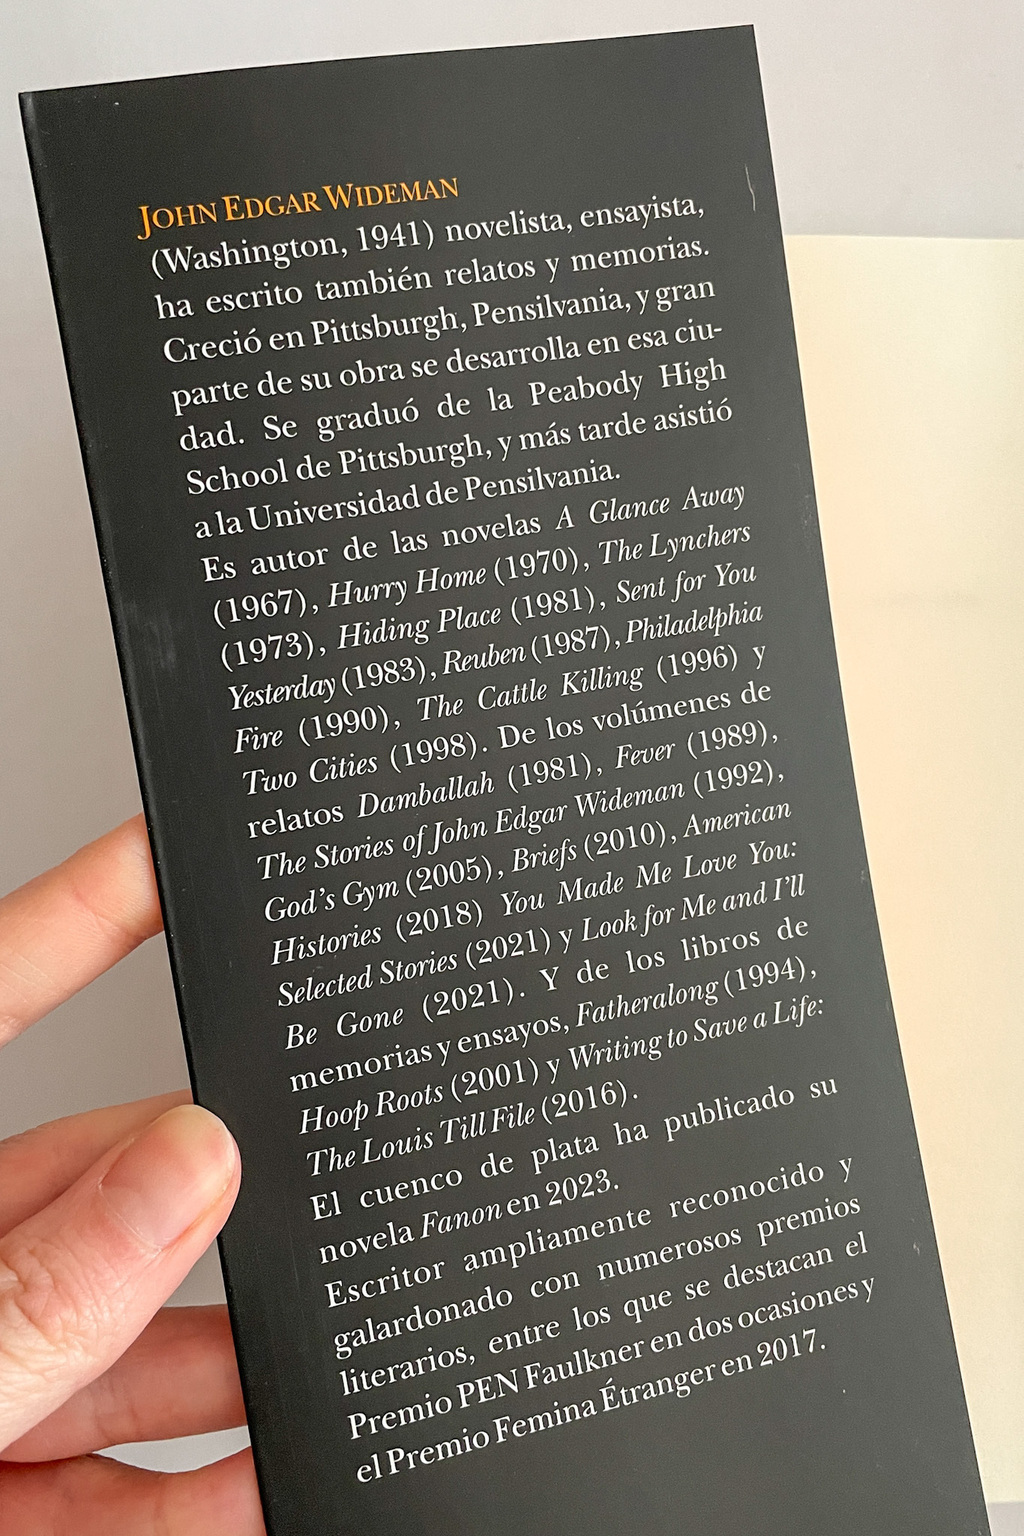 JOHN EDGAR WIDEMAN
(Washington, 1941) novelista, ensayista,
ha escrito también relatos y memorias.
Creció en Pittsburgh, Pensilvania, y gran
parte de su obra se desarrolla en esa ciu-
dad. Se graduó de la Peabody High
School de Pittsburgh, y más tarde asistió
a la Universidad de Pensilvania.
Es autor de las novelas A Glance Away
(1967), Hurry Home (1970), The Lynchers
(1973), Hiding Place (1981), Sent for You
Yesterday (1983), Reuben (1987), Philadelphia
Fire (1990), The Cattle Killing (1996) y
Two Cities (1998). De los volúmenes de
relatos Damballah (1981), Fever (1989),
The Stories of John Edgar Wideman (1992),
God's Gym (2005), Briefs (2010), American
Histories (2018) You Made Me Love You:
Selected Stories (2021) y Look for Me and I'll
Be Gone (2021). Y de los libros de
memorias y ensayos, Fatheralong (1994),
Hoop Roots (2001) y Writing to Save a Life:
The Louis Till File (2016).
El cuenco de plata ha publicado su
novela Fanon en 2023.
Escritor ampliamente reconocido y
galardonado con numerosos premios
literarios, entre los que se destacan el
Premio PEN Faulkner en dos ocasiones y
el Premio Femina Étranger en 2017.